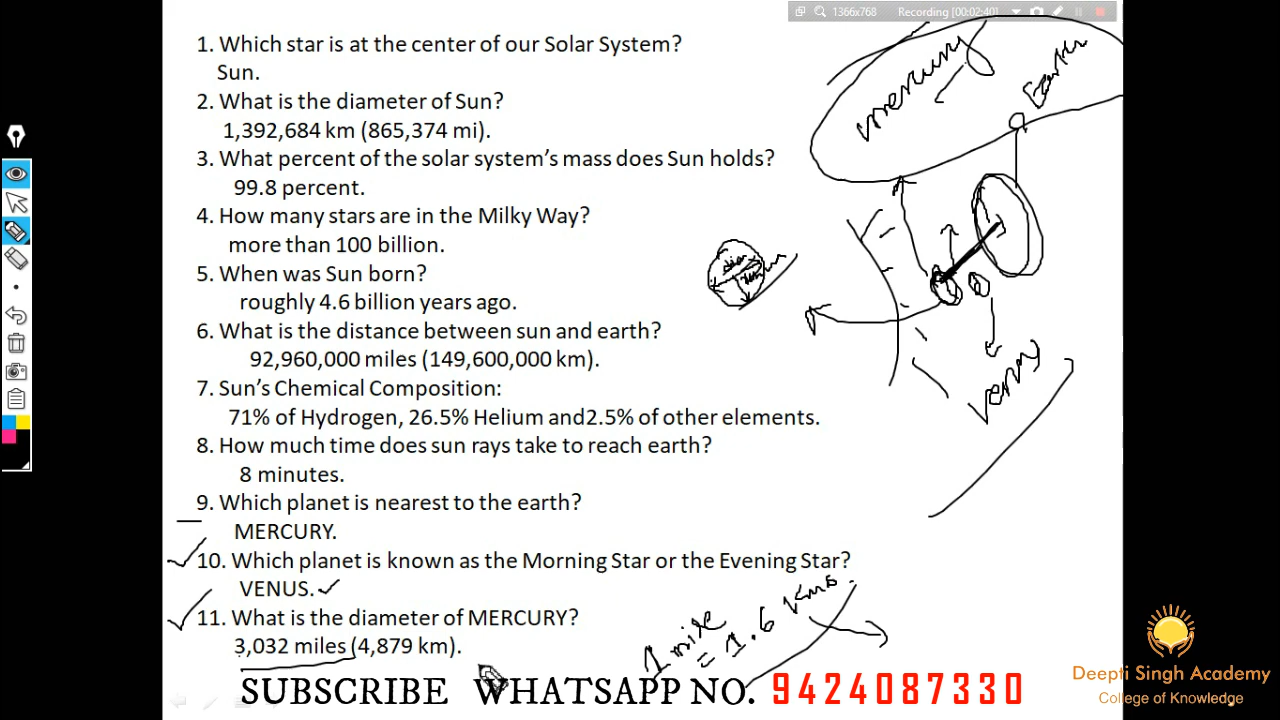 1366x768 Recording [00:02:40]
1. Which star is at the center of our Solar System?
Sun.
2. What is the diameter of Sun?
1,392,684 km (865,374 mi).
3. What percent of the solar system's mass does Sun holds?
99.8 percent.
4. How many stars are in the Milky Way?
more than 100 billion.
5. When was Sun born?
roughly 4.6 billion years ago.
6. What is the distance between sun and earth?
92,960,000 miles (149,600,000 km).
7. Sun's Chemical Composition:
71% of Hydrogen, 26.5% Helium and2.5% of other elements.
8. How much time does sun rays take to reach earth?
8 minutes.
9. Which planet is nearest to the earth?
MERCURY.
10. Which planet is known as the Morning Star or the Evening Star?
VENUS.
11. What is the diameter of MERCURY?
3,032 miles (4,879 km).
mercury
Earth
1 mile
= 1.6 kms
SUBSCRIBE WHATSAPP NO. 9424087330
Deepti Singh Academy
College of Knowledge